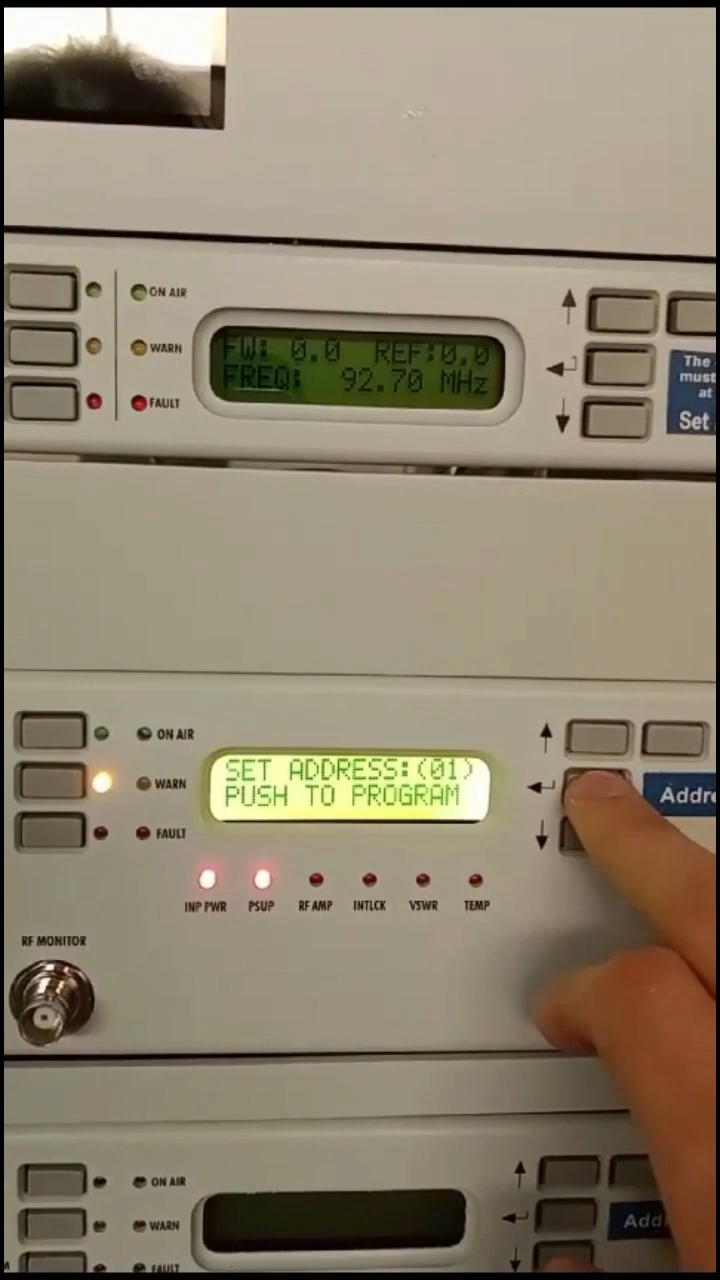 ON AIR
WARN
FAULT
FW: 0.0 REF:0.0
FREQ: 92.70 MHz
The
must
at
Set
ON AIR
WARN
FAULT
SET ADDRESS:(01)
PUSH TO PROGRAM
Addre
INP PWR PSUP RF AMP INTLCK VSWR TEMP
RF MONITOR
ON AIR
WARN
FAULT
Addr